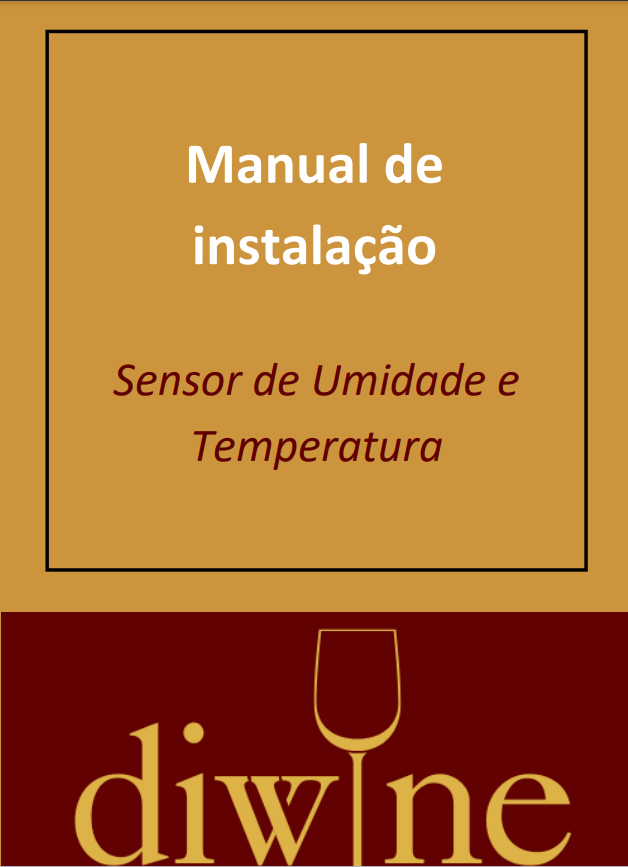 Manual de
instalação
Sensor de Umidade e
Temperatura
diwine